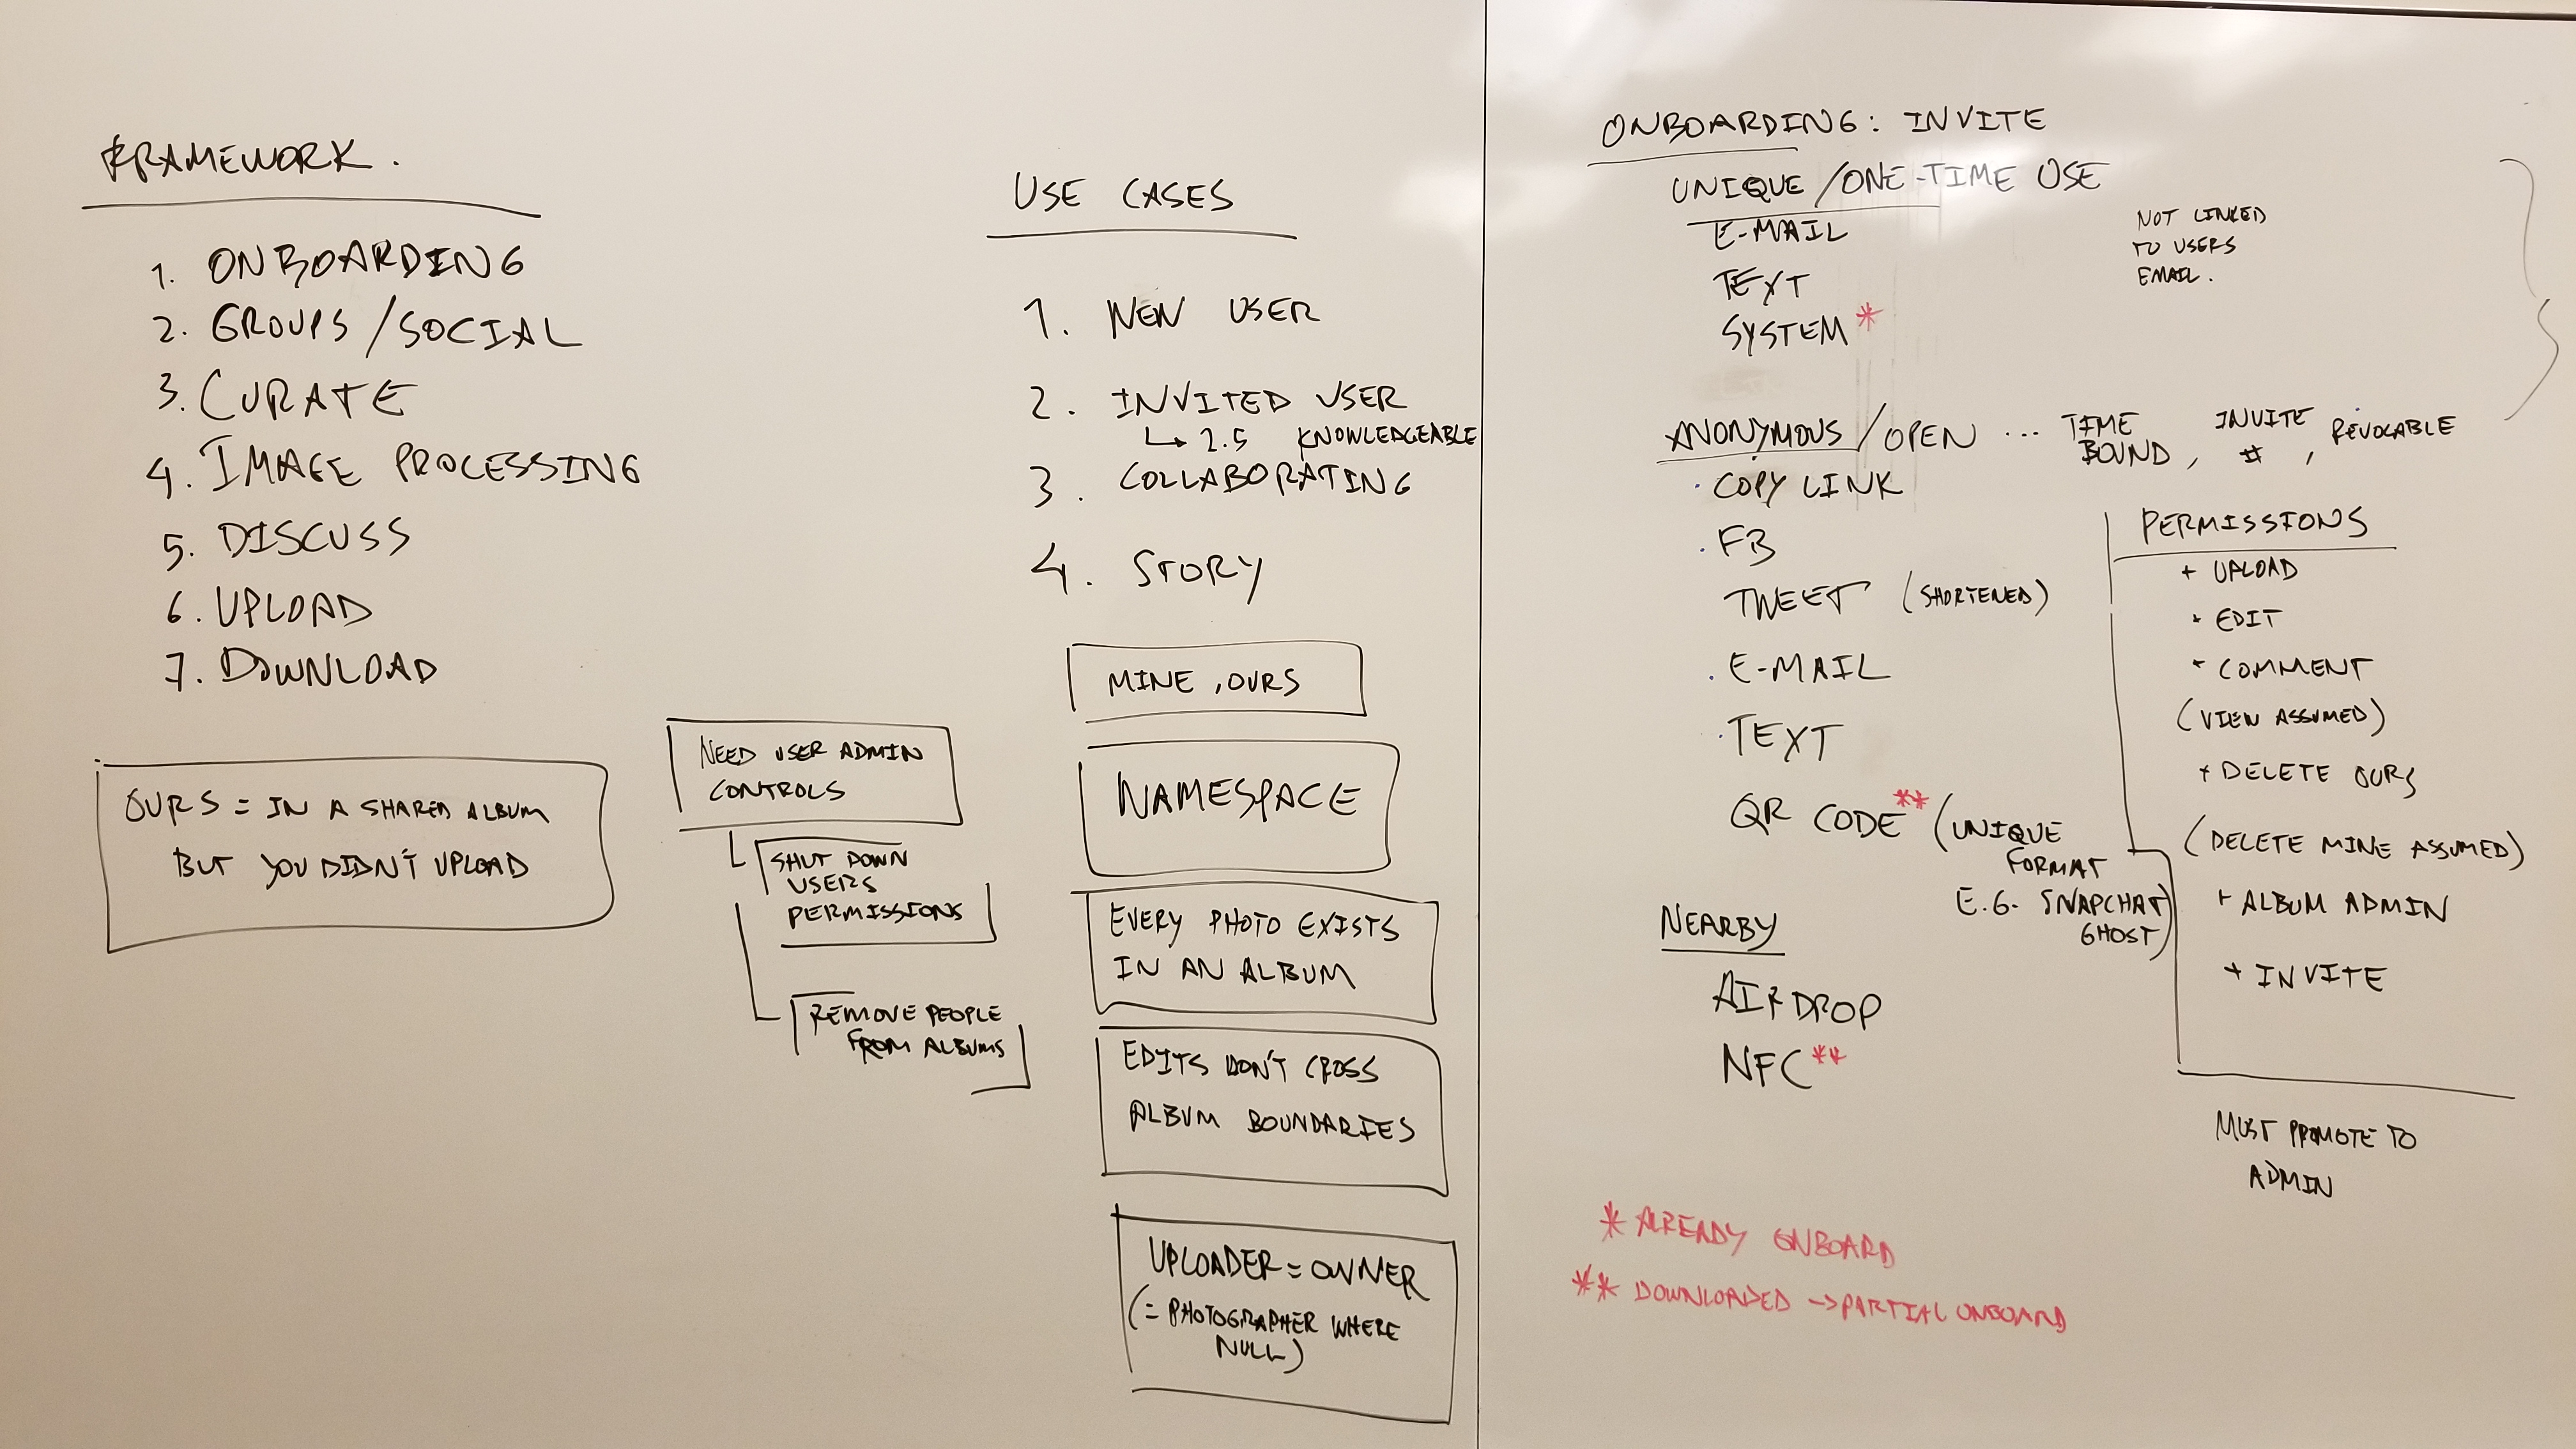 FRAMEWORK.
1. ONBOARDING
2. GROUPS/SOCIAL
3. CURATE
4. IMAGE PROCESSING
5. DISCUSS
6. UPLOAD
7. DOWNLOAD
OURS = IN A SHARED ALBUM
BUT YOU DIDN'T UPLOAD
NEED USER ADMIN
CONTROLS
SHUT DOWN
USERS
PERMISSIONS
REMOVE PEOPLE
FROM ALBUMS
USE CASES
1. NEW USER
2. INVITED USER
↳ 2.5 KNOWLEDGEABLE
3. COLLABORATING
4. STORY
MINE, OURS
NAMESPACE
EVERY PHOTO EXISTS
IN AN ALBUM
EDITS DON'T CROSS
ALBUM BOUNDARIES
UPLOADER = OWNER
(= PHOTOGRAPHER WHERE
NULL)
ONBOARDING: INVITE
UNIQUE/ONE-TIME USE
E-MAIL
TEXT
SYSTEM *
NOT LINKED
TO USERS
EMAIL.
ANONYMOUS/OPEN ... TIME BOUND, INVITE #, REVOCABLE
· COPY LINK
· FB
TWEET (SHORTENED)
· E-MAIL
· TEXT
QR CODE ** (UNIQUE
FORMAT
E.G. SNAPCHAT
GHOST)
NEARBY
AIRDROP
NFC **
PERMISSIONS
+ UPLOAD
+ EDIT
+ COMMENT
(VIEW ASSUMED)
+ DELETE OURS
(DELETE MINE ASSUMED)
+ ALBUM ADMIN
+ INVITE
MUST PROMOTE TO
ADMIN
* ALREADY ONBOARD
** DOWNLOADED -> PARTIAL ONBOARD